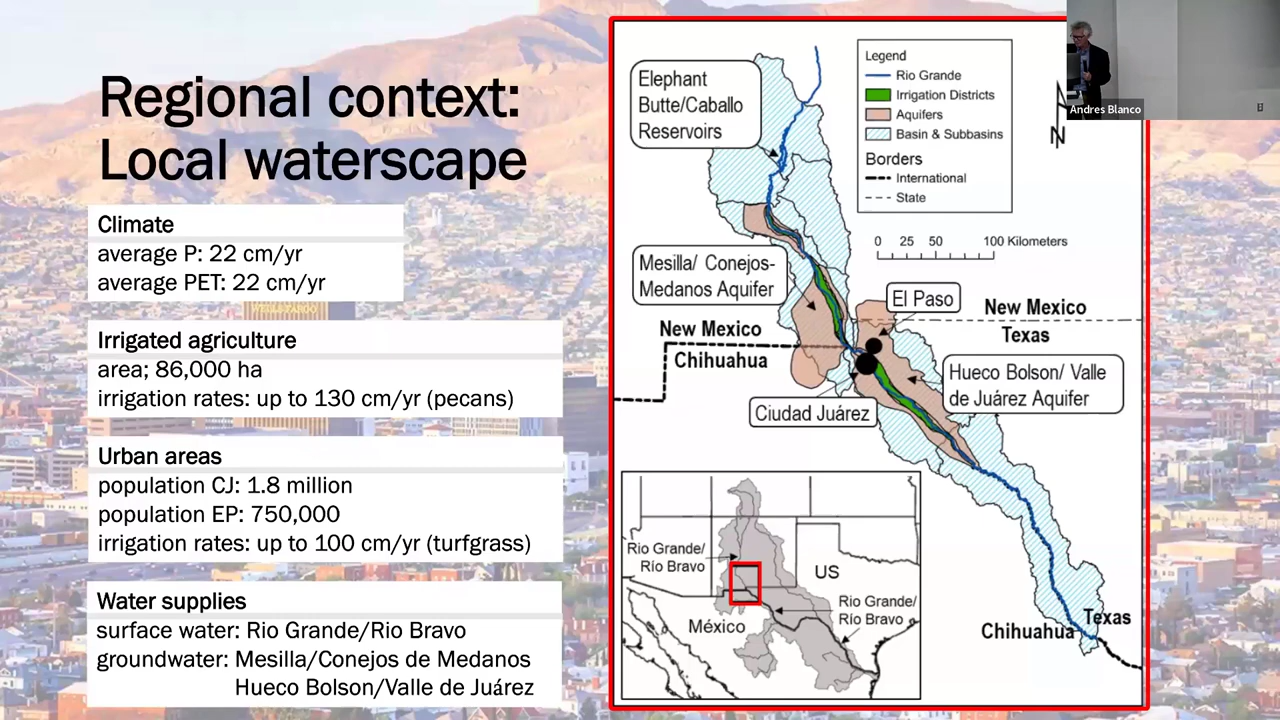 Regional context:
Local waterscape
Climate
average P: 22 cm/yr
average PET: 22 cm/yr
WELLS FARGO
Irrigated agriculture
area; 86,000 ha
irrigation rates: up to 130 cm/yr (pecans)
Urban areas
population CJ: 1.8 million
population EP: 750,000
irrigation rates: up to 100 cm/yr (turfgrass)
Water supplies
surface water: Rio Grande/Rio Bravo
groundwater: Mesilla/Conejos de Medanos
Hueco Bolson/Valle de Juárez
Elephant
Butte/Caballo
Reservoirs
Legend
Rio Grande
Irrigation Districts
Aquifers
Basin & Subbasins
Borders
International
State
N
Andres Blanco
0 25 50 100 Kilometers
Mesilla/ Conejos-
Medanos Aquifer
El Paso
New Mexico
Texas
New Mexico
Chihuahua
Hueco Bolson/ Valle
de Juárez Aquifer
Ciudad Juárez
Rio Grande/
Río Bravo
US
México
Rio Grande/
Río Bravo
Texas
Chihuahua